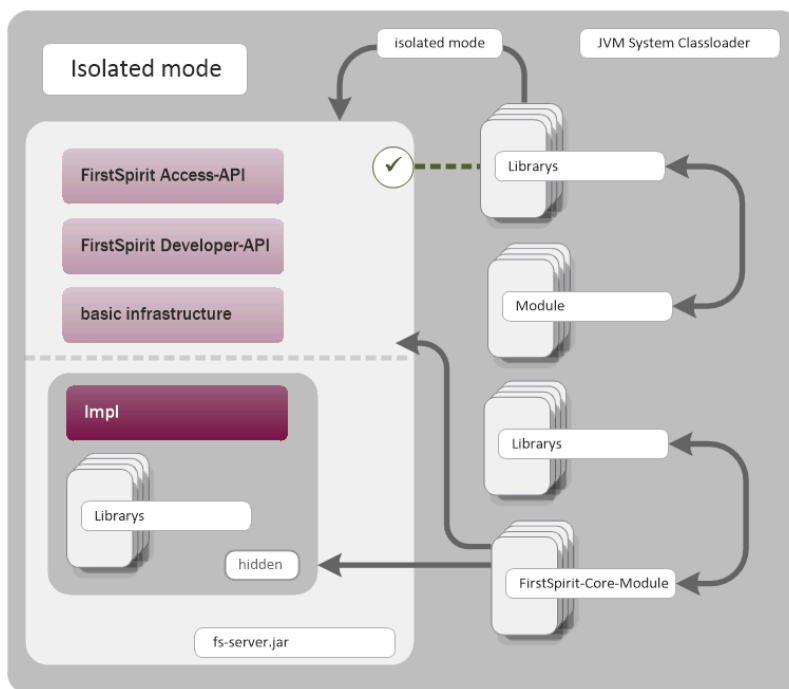 isolated mode
JVM System Classloader
Isolated mode
FirstSpirit Access-API
Librarys
FirstSpirit Developer-API
Module
basic infrastructure
Impl
Librarys
Librarys
hidden
FirstSpirit-Core-Module
fs-server.jar